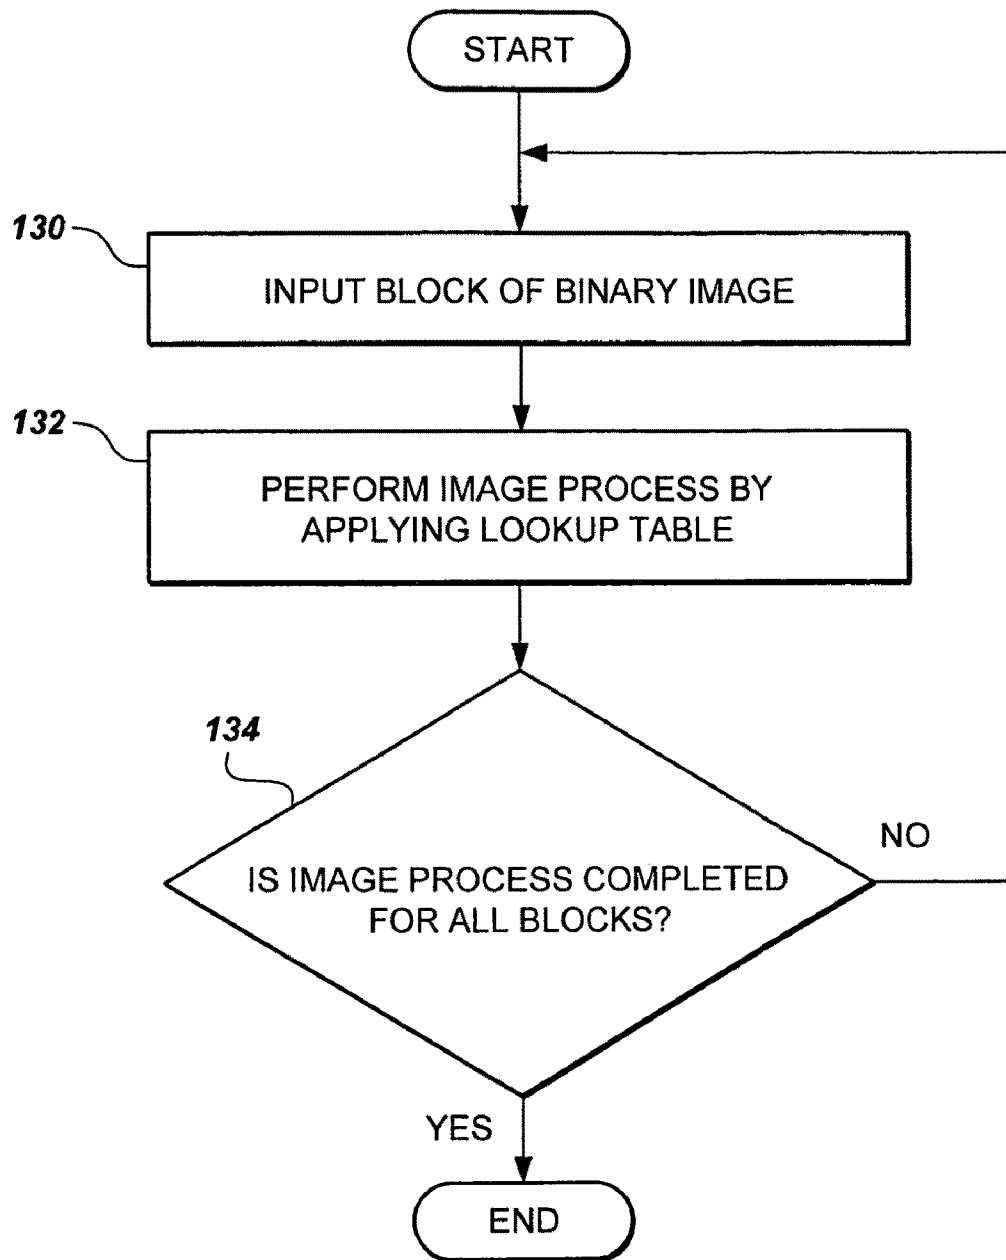 START
130
INPUT BLOCK OF BINARY IMAGE
132
PERFORM IMAGE PROCESS BY
APPLYING LOOKUP TABLE
134
IS IMAGE PROCESS COMPLETED
FOR ALL BLOCKS?
NO
YES
END